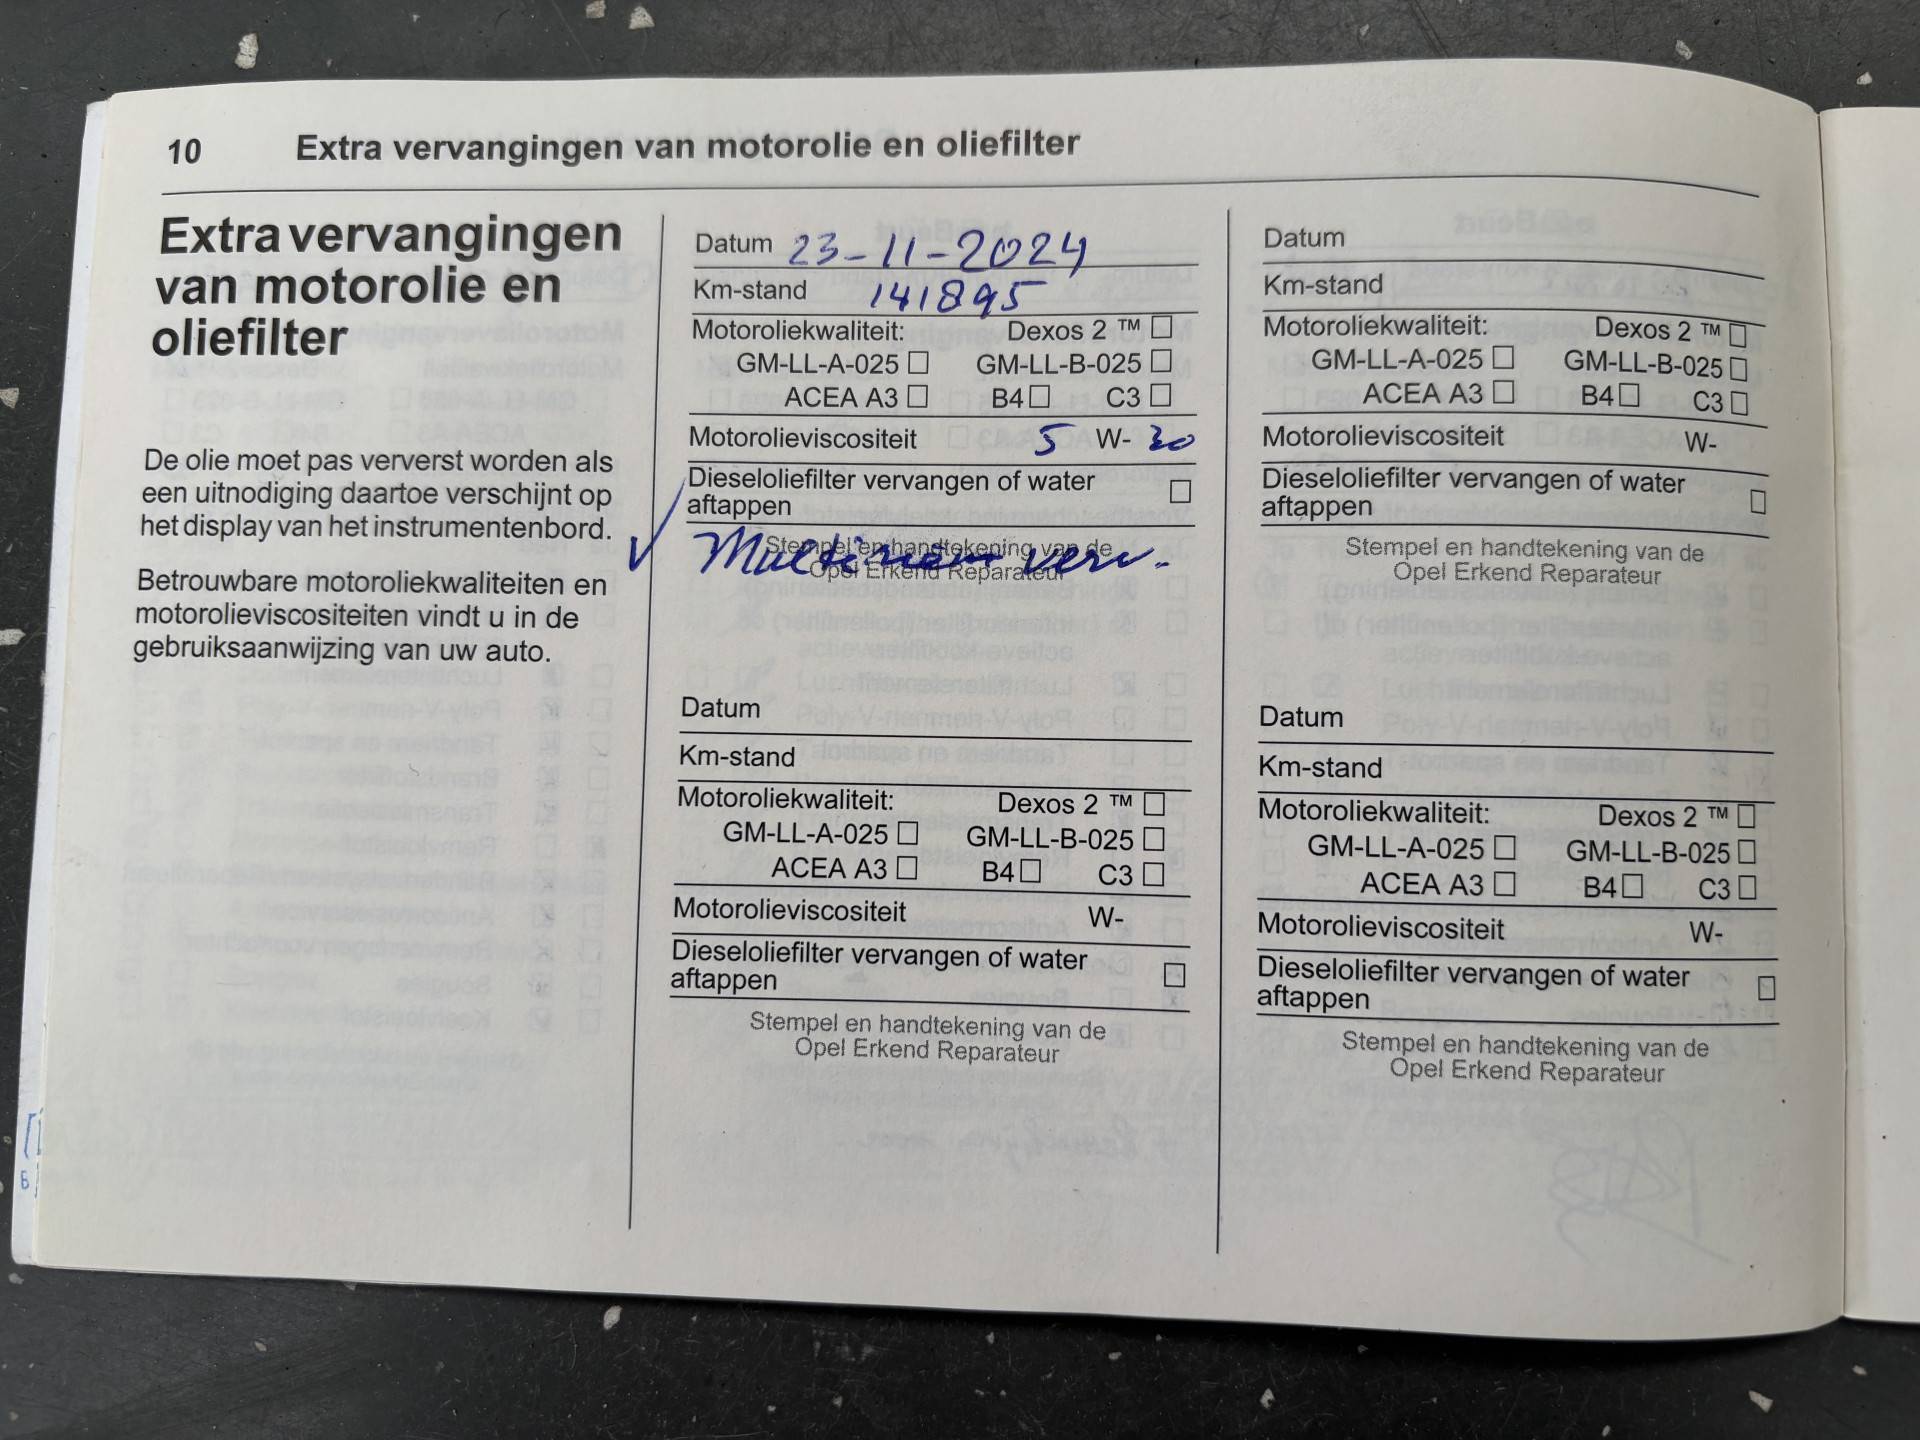 10 Extra vervangingen van motorolie en oliefilter
Extra vervangingen
van motorolie en
oliefilter
De olie moet pas ververst worden als
een uitnodiging daartoe verschijnt op
het display van het instrumentenbord.
Betrouwbare motoroliekwaliteiten en
motorolieviscositeiten vindt u in de
gebruiksaanwijzing van uw auto.
Datum 23-11-2024
Km-stand 141895
Motoroliekwaliteit: Dexos 2 ™ ☐
GM-LL-A-025 ☐ GM-LL-B-025 ☐
ACEA A3 ☐ B4 ☐ C3 ☐
Motorolieviscositeit 5 W- 30
Dieseloliefilter vervangen of water
aftappen ☐
Stempel en handtekening van de
Opel Erkend Reparateur
✓ Multiriem verv.
Datum
Km-stand
Motoroliekwaliteit: Dexos 2 ™ ☐
GM-LL-A-025 ☐ GM-LL-B-025 ☐
ACEA A3 ☐ B4 ☐ C3 ☐
Motorolieviscositeit W-
Dieseloliefilter vervangen of water
aftappen ☐
Stempel en handtekening van de
Opel Erkend Reparateur
Datum
Km-stand
Motoroliekwaliteit: Dexos 2 ™ ☐
GM-LL-A-025 ☐ GM-LL-B-025 ☐
ACEA A3 ☐ B4 ☐ C3 ☐
Motorolieviscositeit W-
Dieseloliefilter vervangen of water
aftappen ☐
Stempel en handtekening van de
Opel Erkend Reparateur
Datum
Km-stand
Motoroliekwaliteit: Dexos 2 ™ ☐
GM-LL-A-025 ☐ GM-LL-B-025 ☐
ACEA A3 ☐ B4 ☐ C3 ☐
Motorolieviscositeit W-
Dieseloliefilter vervangen of water
aftappen ☐
Stempel en handtekening van de
Opel Erkend Reparateur